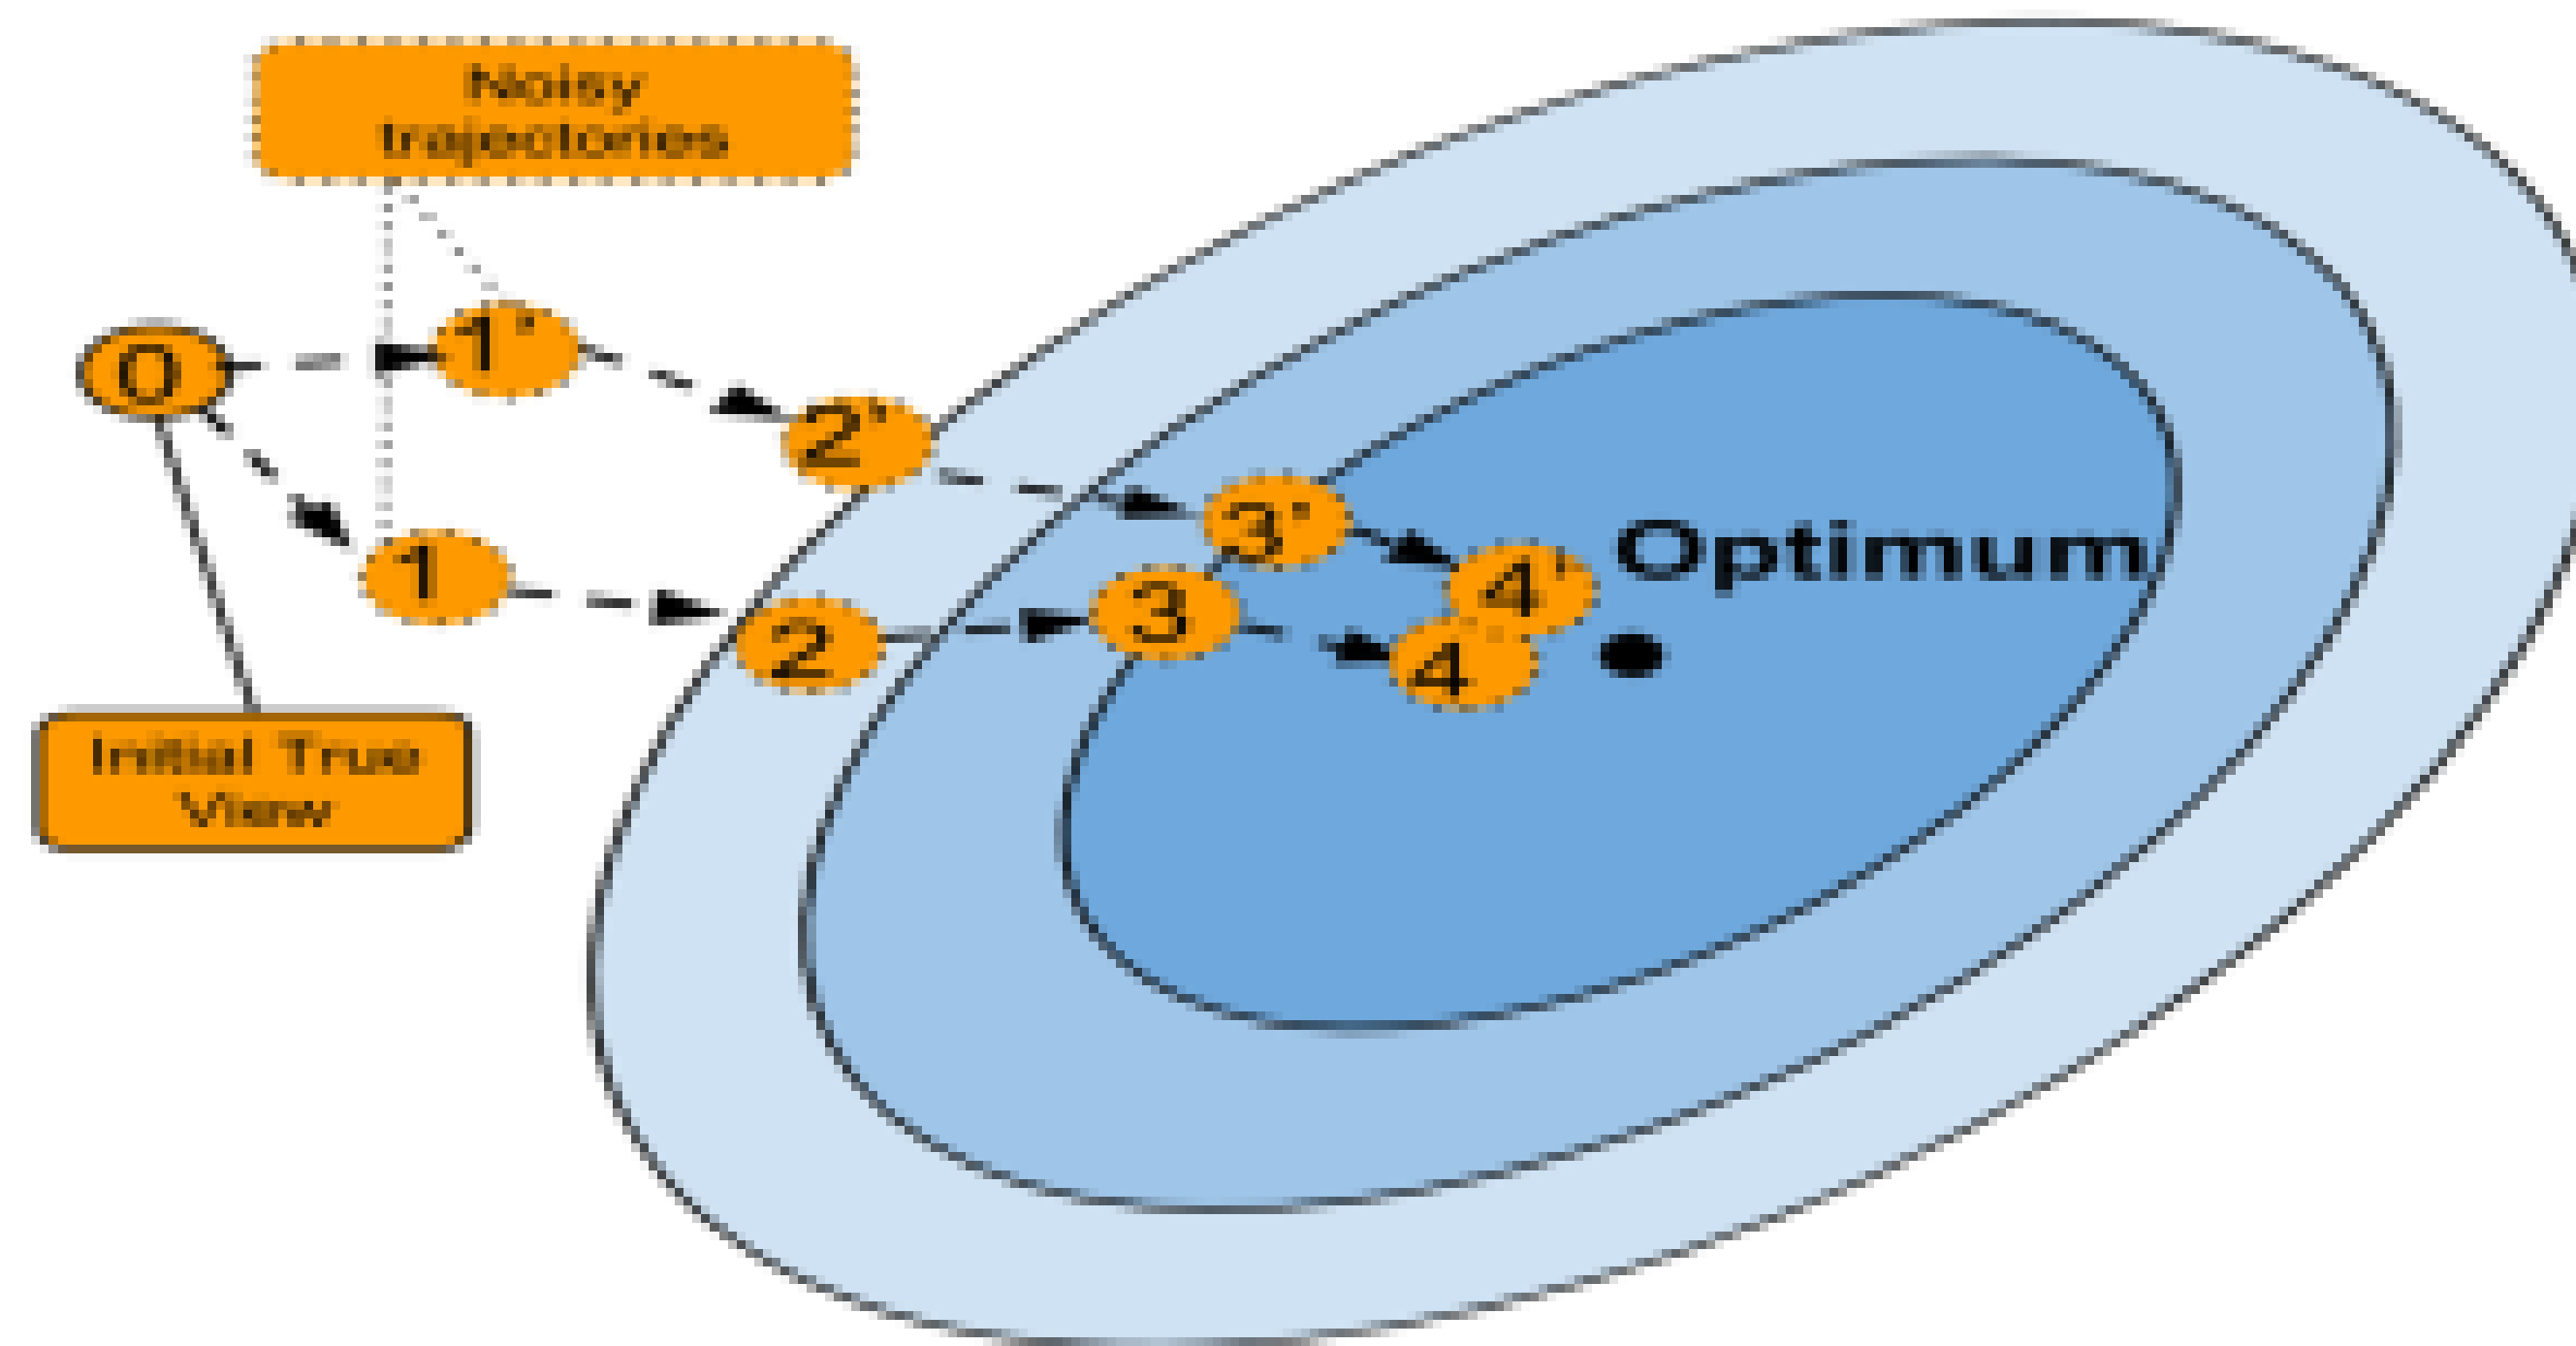 Noisy
trajectories
0
1'
2'
3'
Optimum
4'
1
2
3
4
Initial True
View